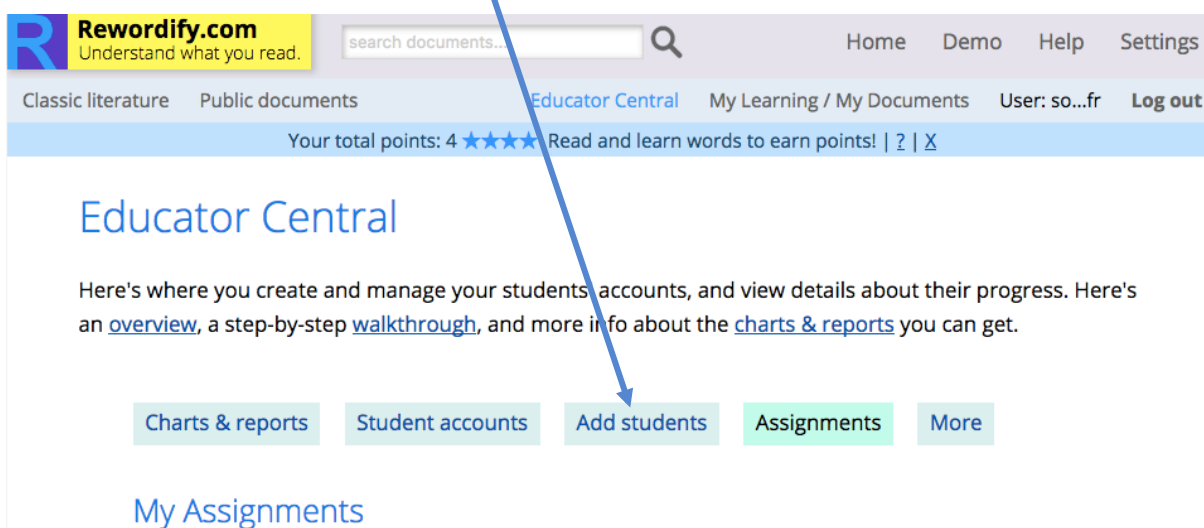 Rewordify.com
Understand what you read.
search documents...
Home Demo Help Settings
Classic literature Public documents Educator Central My Learning / My Documents User: so...fr Log out
Your total points: 4 ★★★★ Read and learn words to earn points! | ? | X
Educator Central
Here's where you create and manage your students' accounts, and view details about their progress. Here's
an overview, a step-by-step walkthrough, and more info about the charts & reports you can get.
Charts & reports Student accounts Add students Assignments More
My Assignments